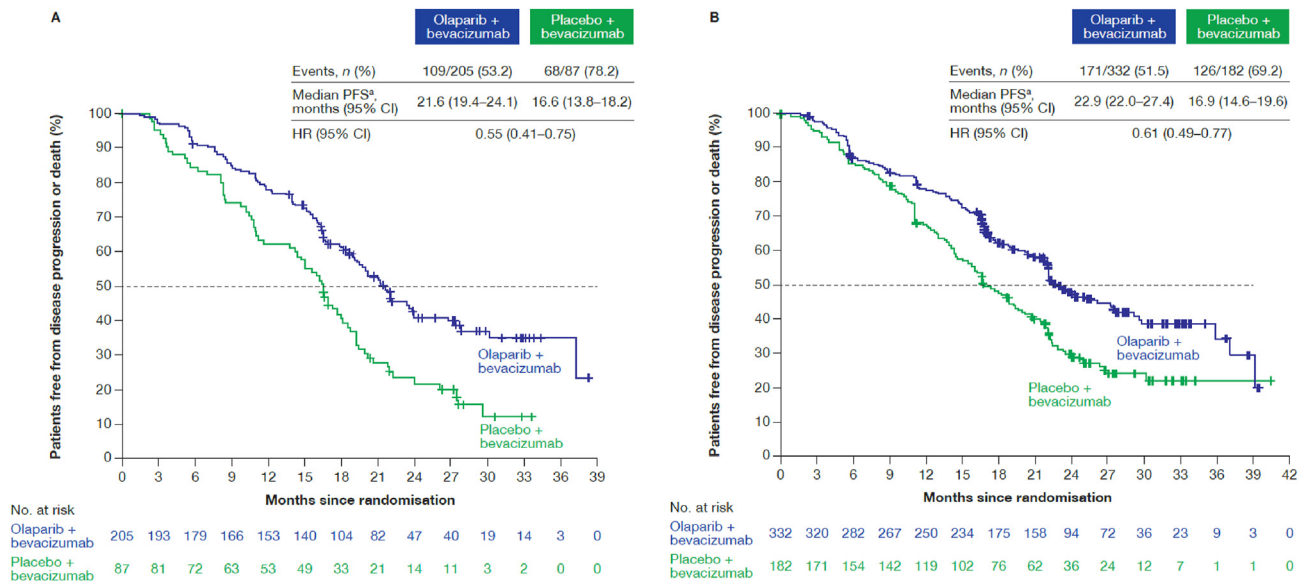 A
Olaparib + bevacizumab
Placebo + bevacizumab
Events, n (%) 109/205 (53.2) 68/87 (78.2)
Median PFSᵃ, months (95% CI) 21.6 (19.4–24.1) 16.6 (13.8–18.2)
HR (95% CI) 0.55 (0.41–0.75)
Patients free from disease progression or death (%)
100
90
80
70
60
50
40
30
20
10
0
Olaparib + bevacizumab
Placebo + bevacizumab
0 3 6 9 12 15 18 21 24 27 30 33 36 39
Months since randomisation
No. at risk
Olaparib + bevacizumab 205 193 179 166 153 140 104 82 47 40 19 14 3 0
Placebo + bevacizumab 87 81 72 63 53 49 33 21 14 11 3 2 0 0
B
Olaparib + bevacizumab
Placebo + bevacizumab
Events, n (%) 171/332 (51.5) 126/182 (69.2)
Median PFSᵃ, months (95% CI) 22.9 (22.0–27.4) 16.9 (14.6–19.6)
HR (95% CI) 0.61 (0.49–0.77)
Patients free from disease progression or death (%)
100
90
80
70
60
50
40
30
20
10
0
Olaparib + bevacizumab
Placebo + bevacizumab
0 3 6 9 12 15 18 21 24 27 30 33 36 39 42
Months since randomisation
No. at risk
Olaparib + bevacizumab 332 320 282 267 250 234 175 158 94 72 36 23 9 3 0
Placebo + bevacizumab 182 171 154 142 119 102 76 62 36 24 12 7 1 1 0